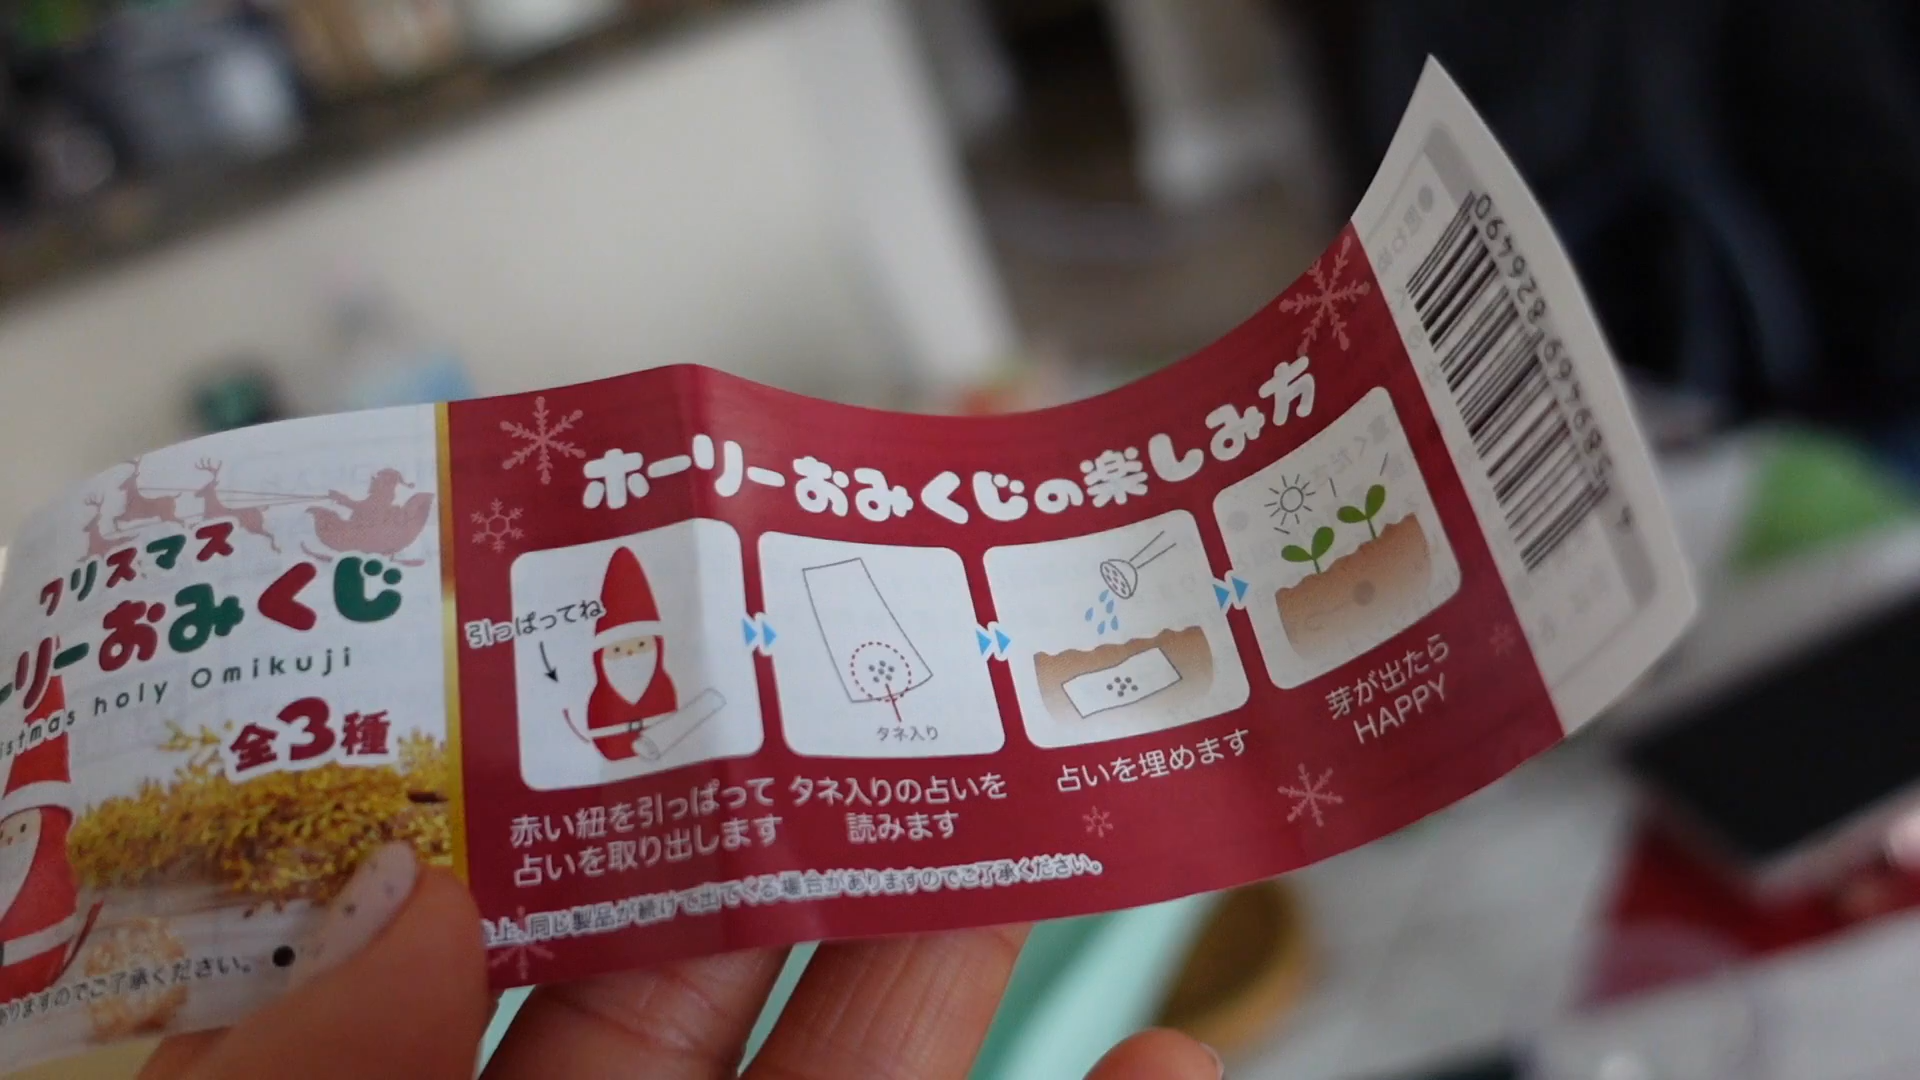 クリスマス
ーリーおみくじ
holy Omikuji
全3種
ありますのでご了承ください。
ホーリーおみくじの楽しみ方
引っぱってね
赤い紐を引っぱって
占いを取り出します
タネ入り
タネ入りの占いを
読みます
占いを埋めます
芽が出たら
HAPPY
上、同じ製品が続けて出てくる場合がありますのでご了承ください。
4 589469 826490